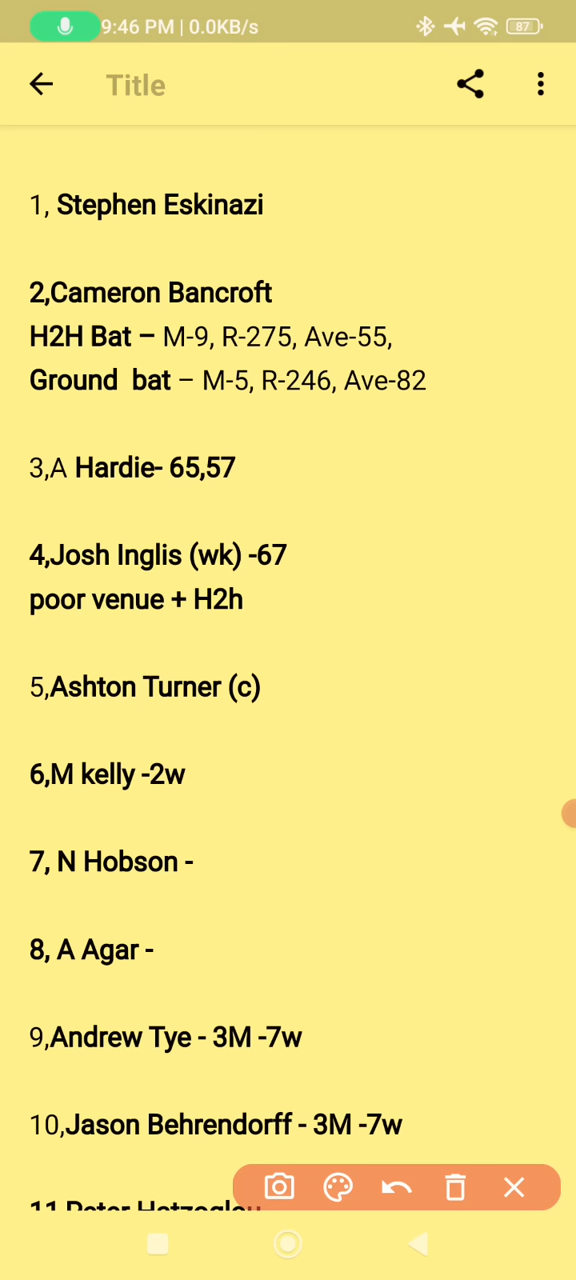 9:46 PM | 0.0KB/s
87
Title
1, Stephen Eskinazi
2,Cameron Bancroft
H2H Bat – M-9, R-275, Ave-55,
Ground bat – M-5, R-246, Ave-82
3,A Hardie- 65,57
4,Josh Inglis (wk) -67
poor venue + H2h
5,Ashton Turner (c)
6,M kelly -2w
7, N Hobson -
8, A Agar -
9,Andrew Tye - 3M -7w
10,Jason Behrendorff - 3M -7w
11 Peter Hatzoglou